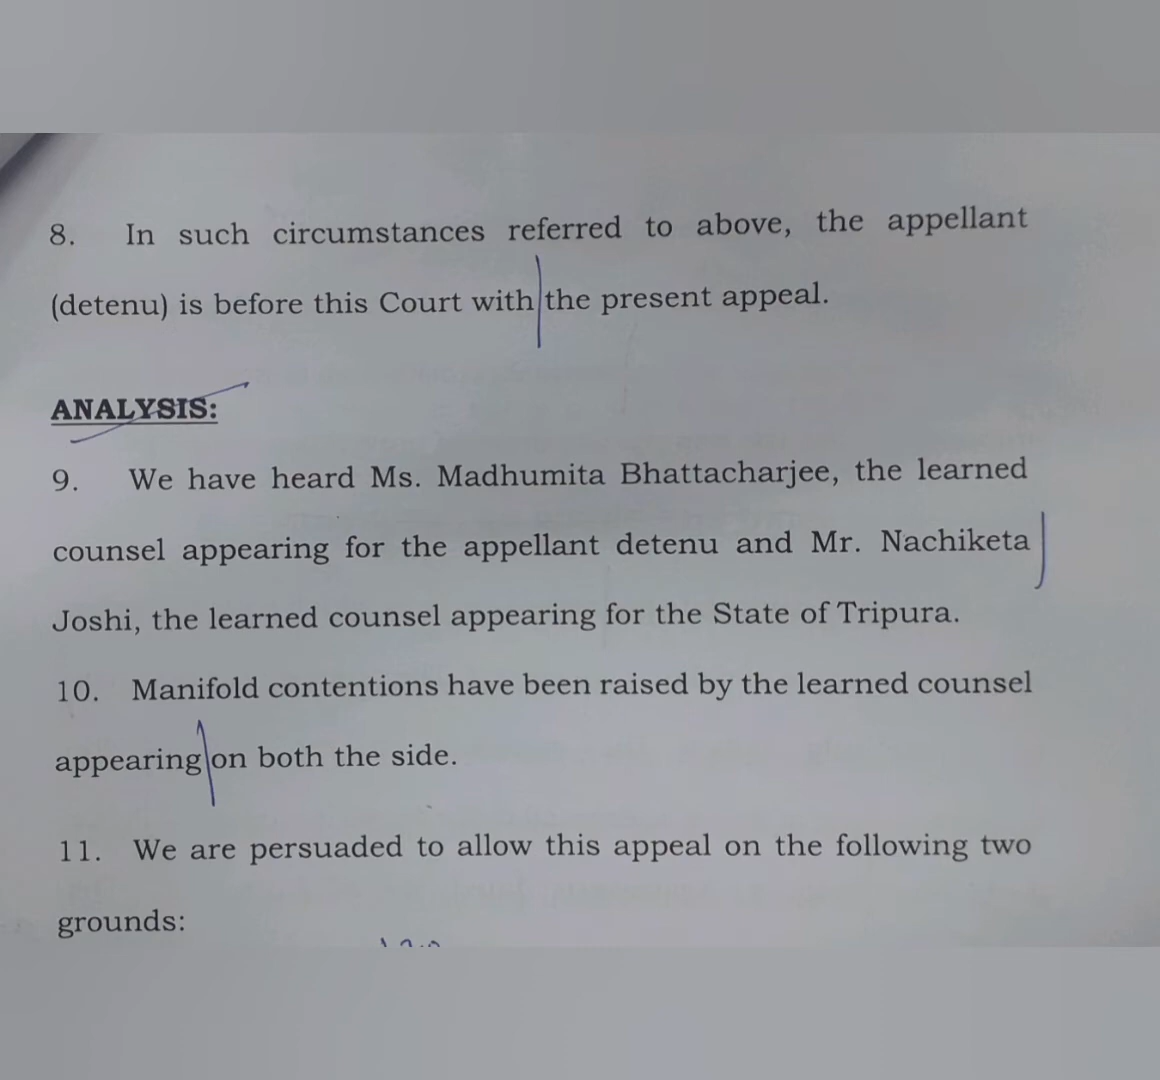 8. In such circumstances referred to above, the appellant
(detenu) is before this Court with the present appeal.
ANALYSIS:
9. We have heard Ms. Madhumita Bhattacharjee, the learned
counsel appearing for the appellant detenu and Mr. Nachiketa
Joshi, the learned counsel appearing for the State of Tripura.
10. Manifold contentions have been raised by the learned counsel
appearing on both the side.
11. We are persuaded to allow this appeal on the following two
grounds: